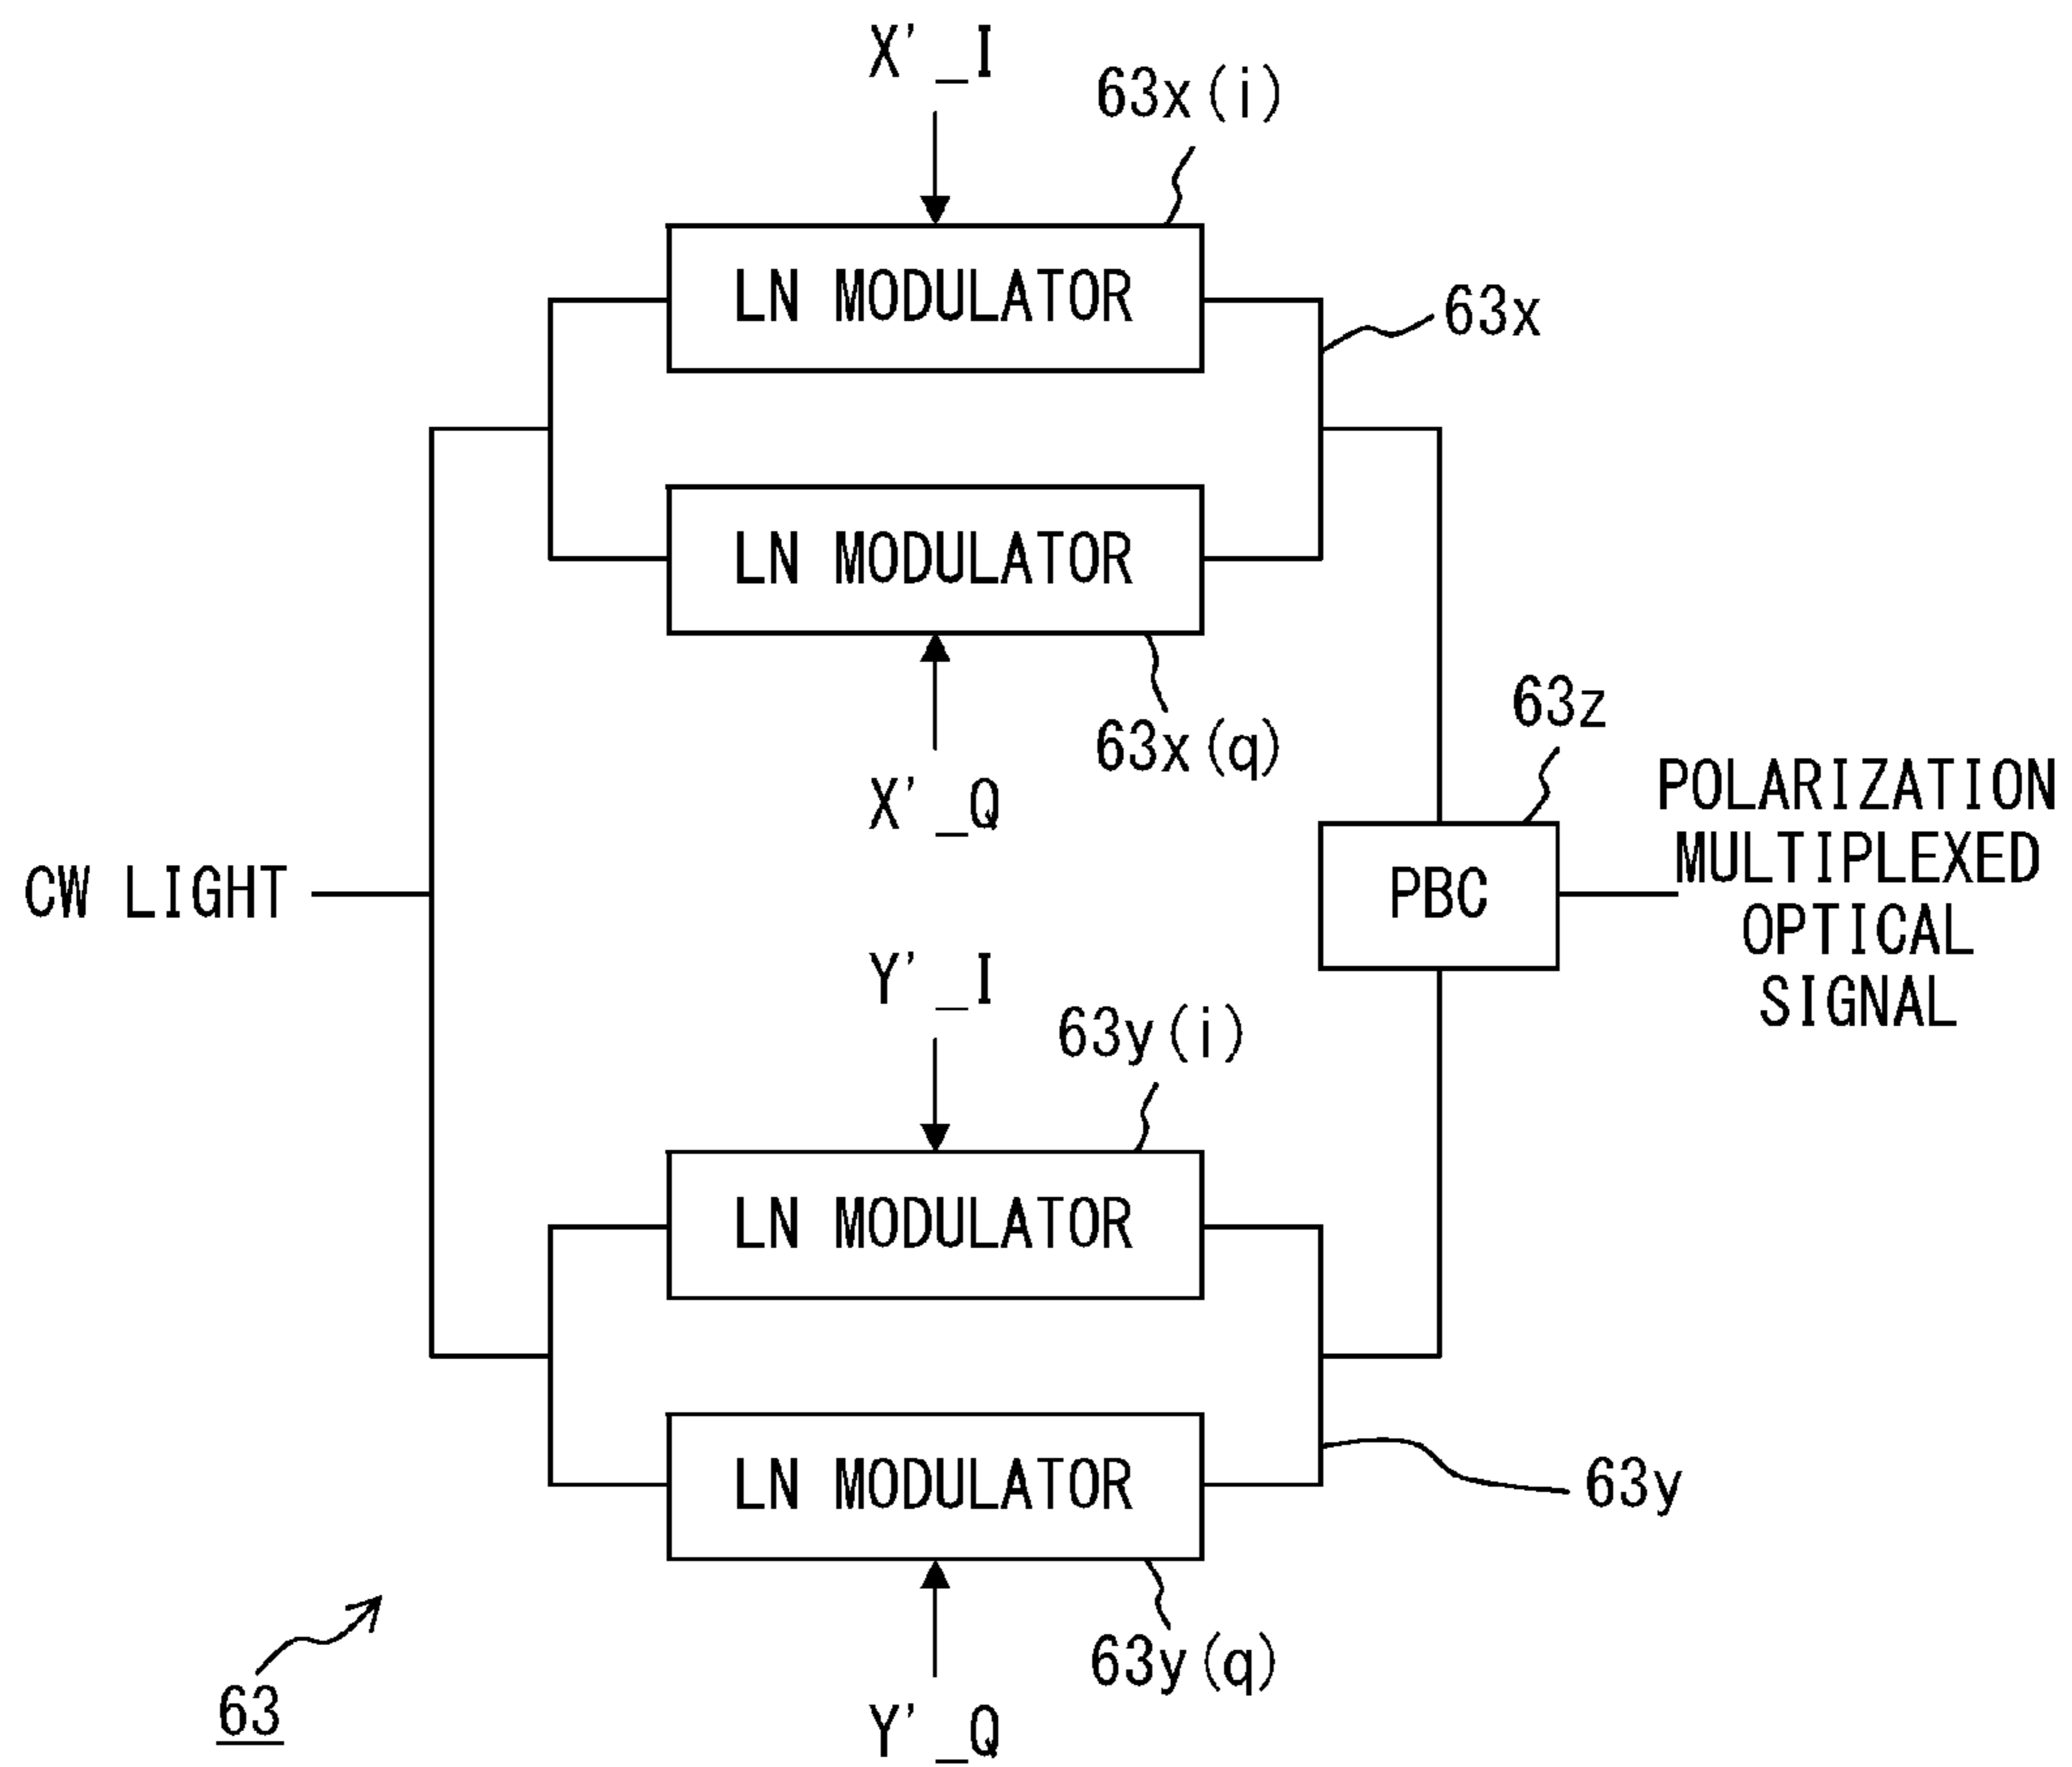 X'_I
63x(i)
LN MODULATOR
63x
LN MODULATOR
63x(q)
X'_Q
63z
CW LIGHT
PBC
POLARIZATION
MULTIPLEXED
OPTICAL
SIGNAL
Y'_I
63y(i)
LN MODULATOR
LN MODULATOR
63y
63y(q)
Y'_Q
63